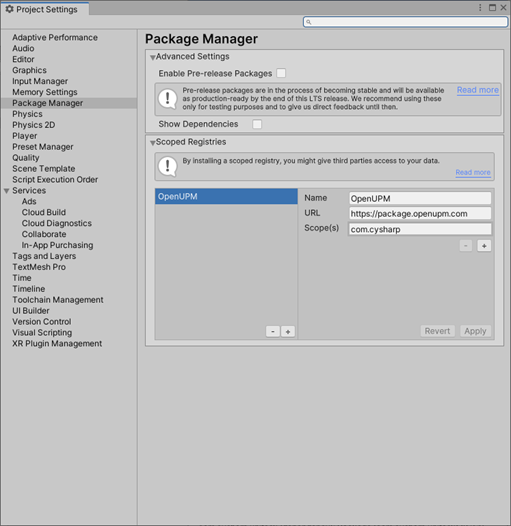 Project Settings
Adaptive Performance
Audio
Editor
Graphics
Input Manager
Memory Settings
Package Manager
Physics
Physics 2D
Player
Preset Manager
Quality
Scene Template
Script Execution Order
Services
Ads
Cloud Build
Cloud Diagnostics
Collaborate
In-App Purchasing
Tags and Layers
TextMesh Pro
Time
Timeline
Toolchain Management
UI Builder
Version Control
Visual Scripting
XR Plugin Management
Package Manager
Advanced Settings
Enable Pre-release Packages
Pre-release packages are in the process of becoming stable and will be available
as production-ready by the end of this LTS release. We recommend using these
only for testing purposes and to give us direct feedback until then.
Read more
Show Dependencies
Scoped Registries
By installing a scoped registry, you might give third parties access to your data.
Read more
OpenUPM
Name OpenUPM
URL https://package.openupm.com
Scope(s) com.cysharp
- +
- +
Revert Apply